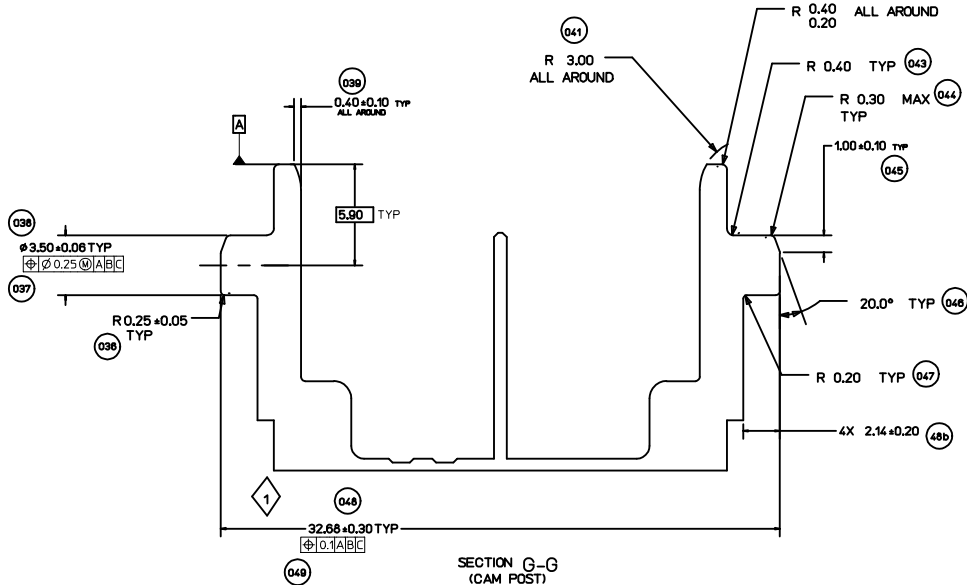 R 0.40 ALL AROUND
0.20
041
R 3.00
ALL AROUND
R 0.40 TYP 043
039
0.40±0.10 TYP
ALL AROUND
R 0.30 MAX 044
TYP
A
1.00±0.10 TYP
045
5.90 TYP
038
Ø3.50±0.06 TYP
⌖ Ø 0.25 Ⓜ A B C
037
R 0.25±0.05
TYP
036
20.0° TYP 046
R 0.20 TYP 047
4X 2.14±0.20 48b
1
048
32.68±0.30 TYP
⌖ 0.1 A B C
049
SECTION G-G
(CAM POST)